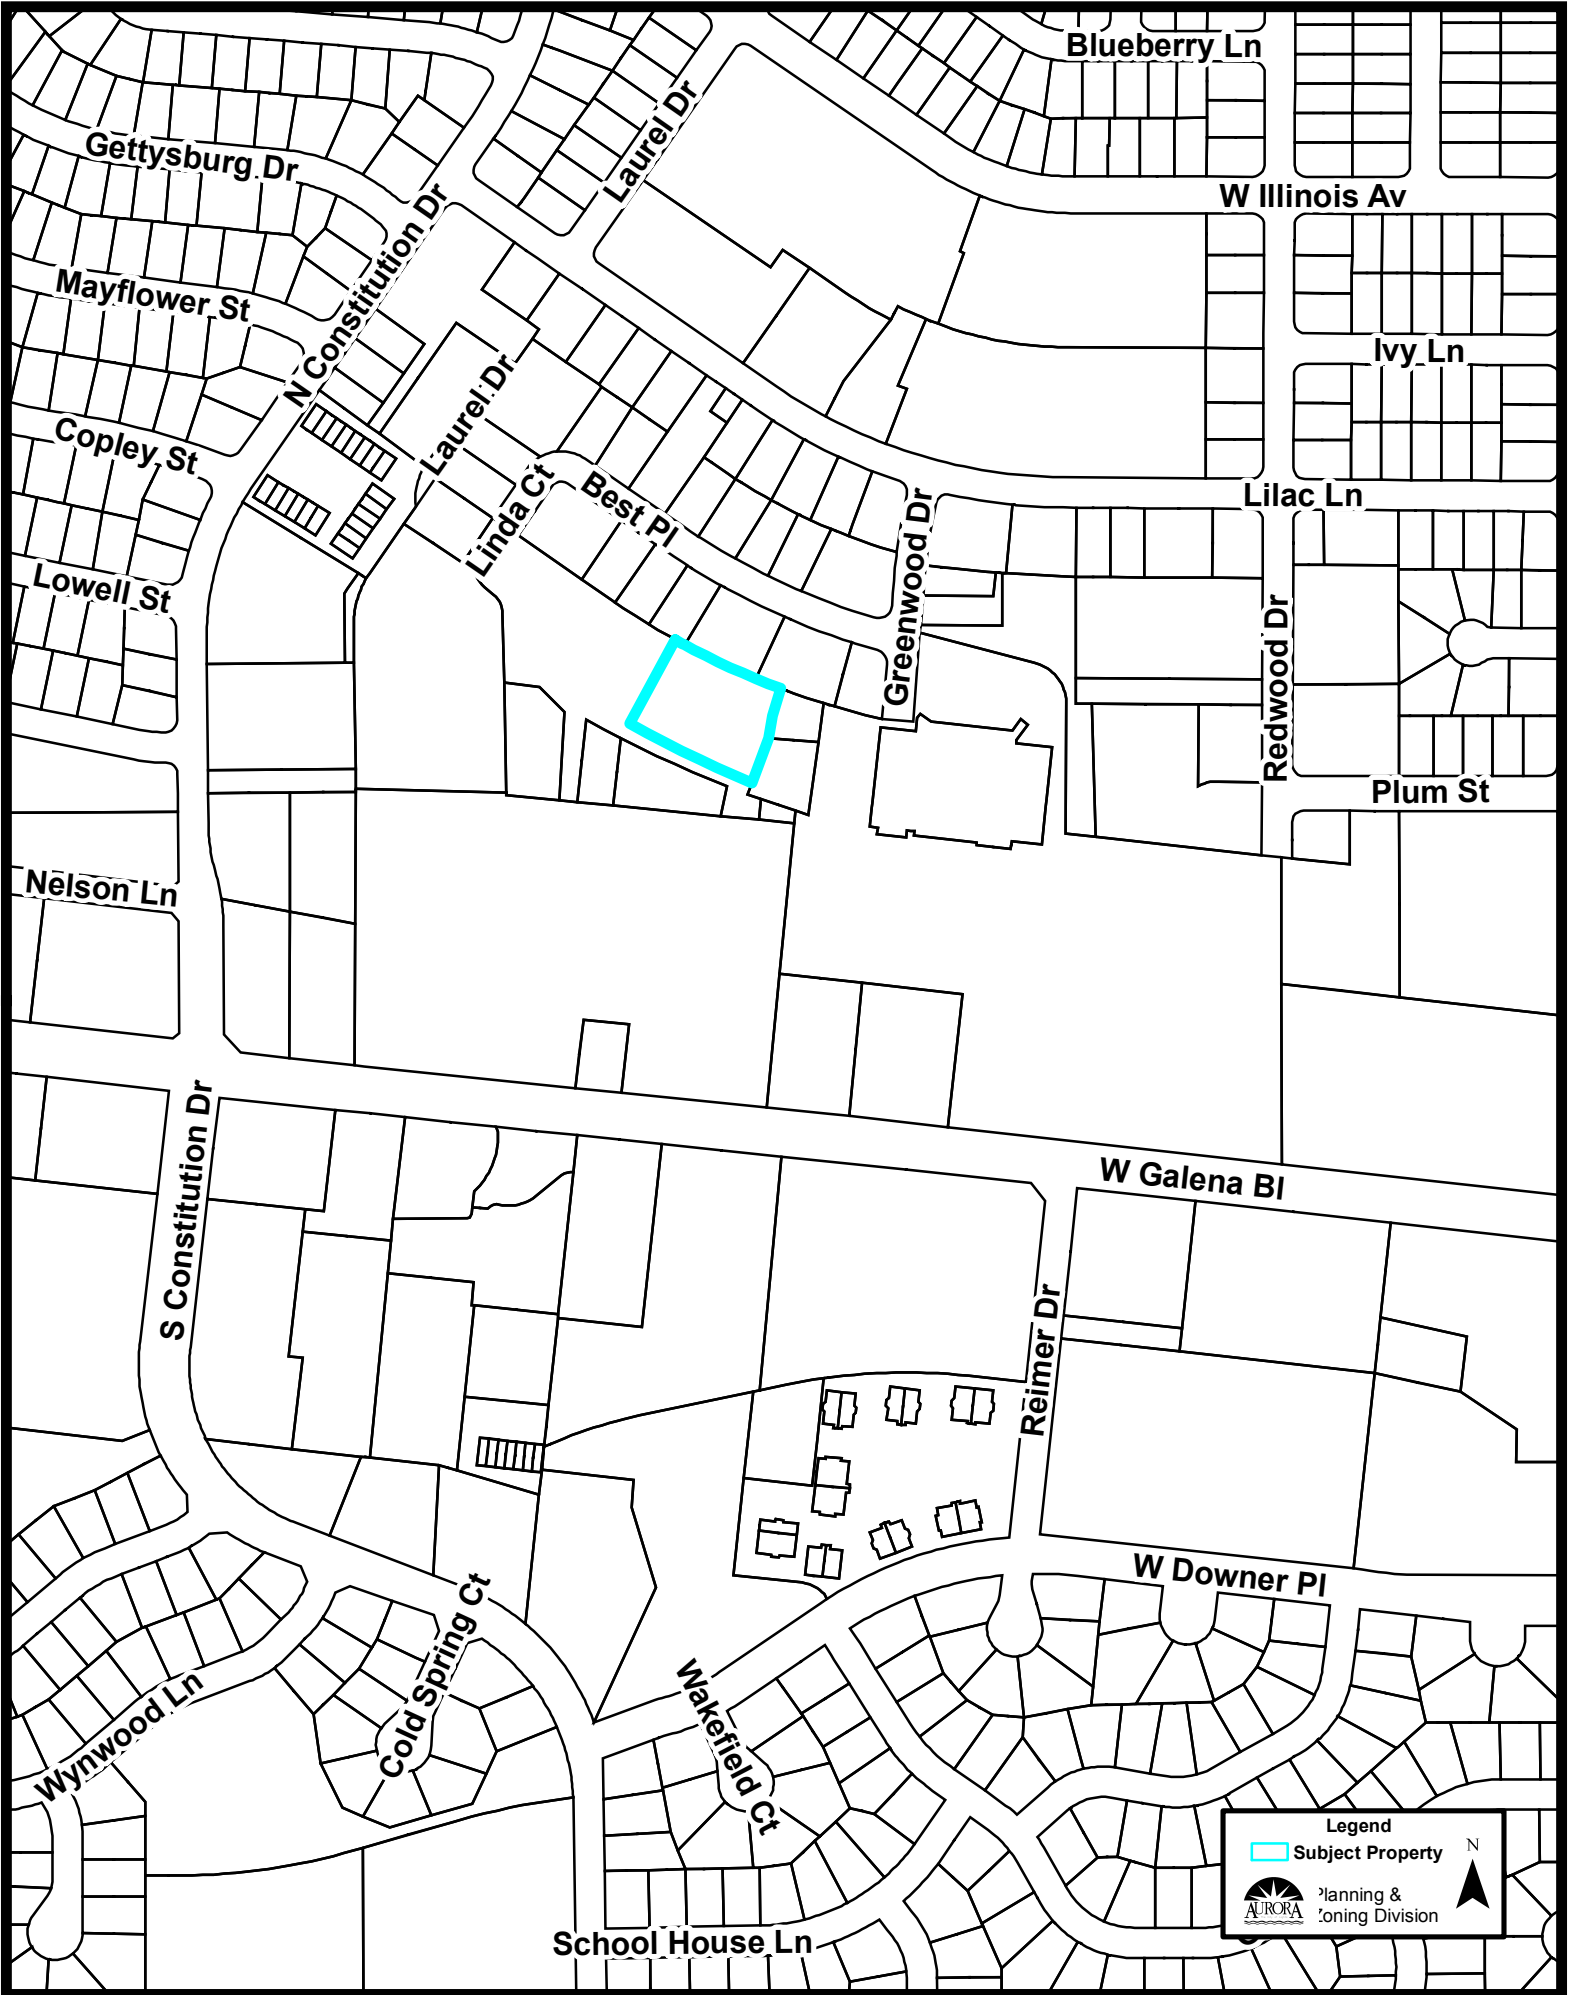 Blueberry Ln
Laurel Dr
Gettysburg Dr
W Illinois Av
N Constitution Dr
Mayflower St
Ivy Ln
Laurel Dr
Copley St
Linda Ct
Best Pl
Lilac Ln
Greenwood Dr
Lowell St
Redwood Dr
Plum St
Nelson Ln
S Constitution Dr
W Galena Bl
Reimer Dr
W Downer Pl
Cold Spring Ct
Wakefield Ct
Wynwood Ln
School House Ln
Legend
Subject Property
N
AURORA
Planning &
Zoning Division